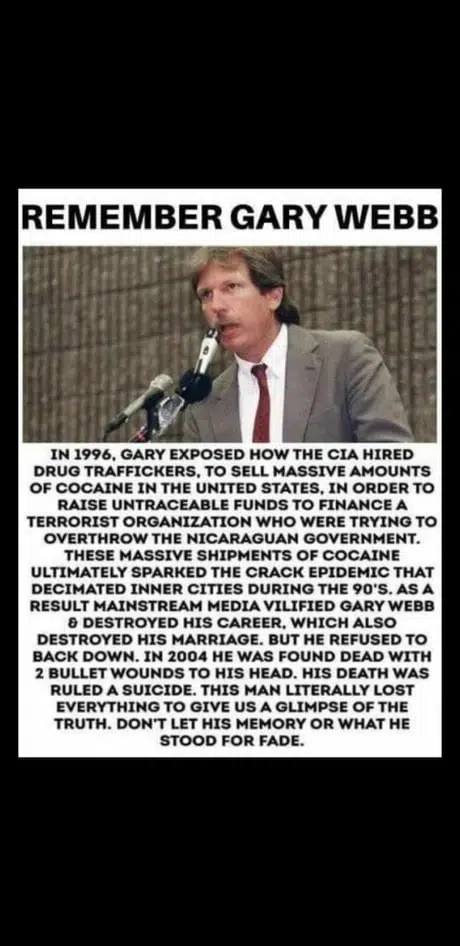 REMEMBER GARY WEBB
IN 1996, GARY EXPOSED HOW THE CIA HIRED
DRUG TRAFFICKERS, TO SELL MASSIVE AMOUNTS
OF COCAINE IN THE UNITED STATES, IN ORDER TO
RAISE UNTRACEABLE FUNDS TO FINANCE A
TERRORIST ORGANIZATION WHO WERE TRYING TO
OVERTHROW THE NICARAGUAN GOVERNMENT.
THESE MASSIVE SHIPMENTS OF COCAINE
ULTIMATELY SPARKED THE CRACK EPIDEMIC THAT
DECIMATED INNER CITIES DURING THE 90'S. AS A
RESULT MAINSTREAM MEDIA VILIFIED GARY WEBB
& DESTROYED HIS CAREER, WHICH ALSO
DESTROYED HIS MARRIAGE. BUT HE REFUSED TO
BACK DOWN. IN 2004 HE WAS FOUND DEAD WITH
2 BULLET WOUNDS TO HIS HEAD. HIS DEATH WAS
RULED A SUICIDE. THIS MAN LITERALLY LOST
EVERYTHING TO GIVE US A GLIMPSE OF THE
TRUTH. DON'T LET HIS MEMORY OR WHAT HE
STOOD FOR FADE.